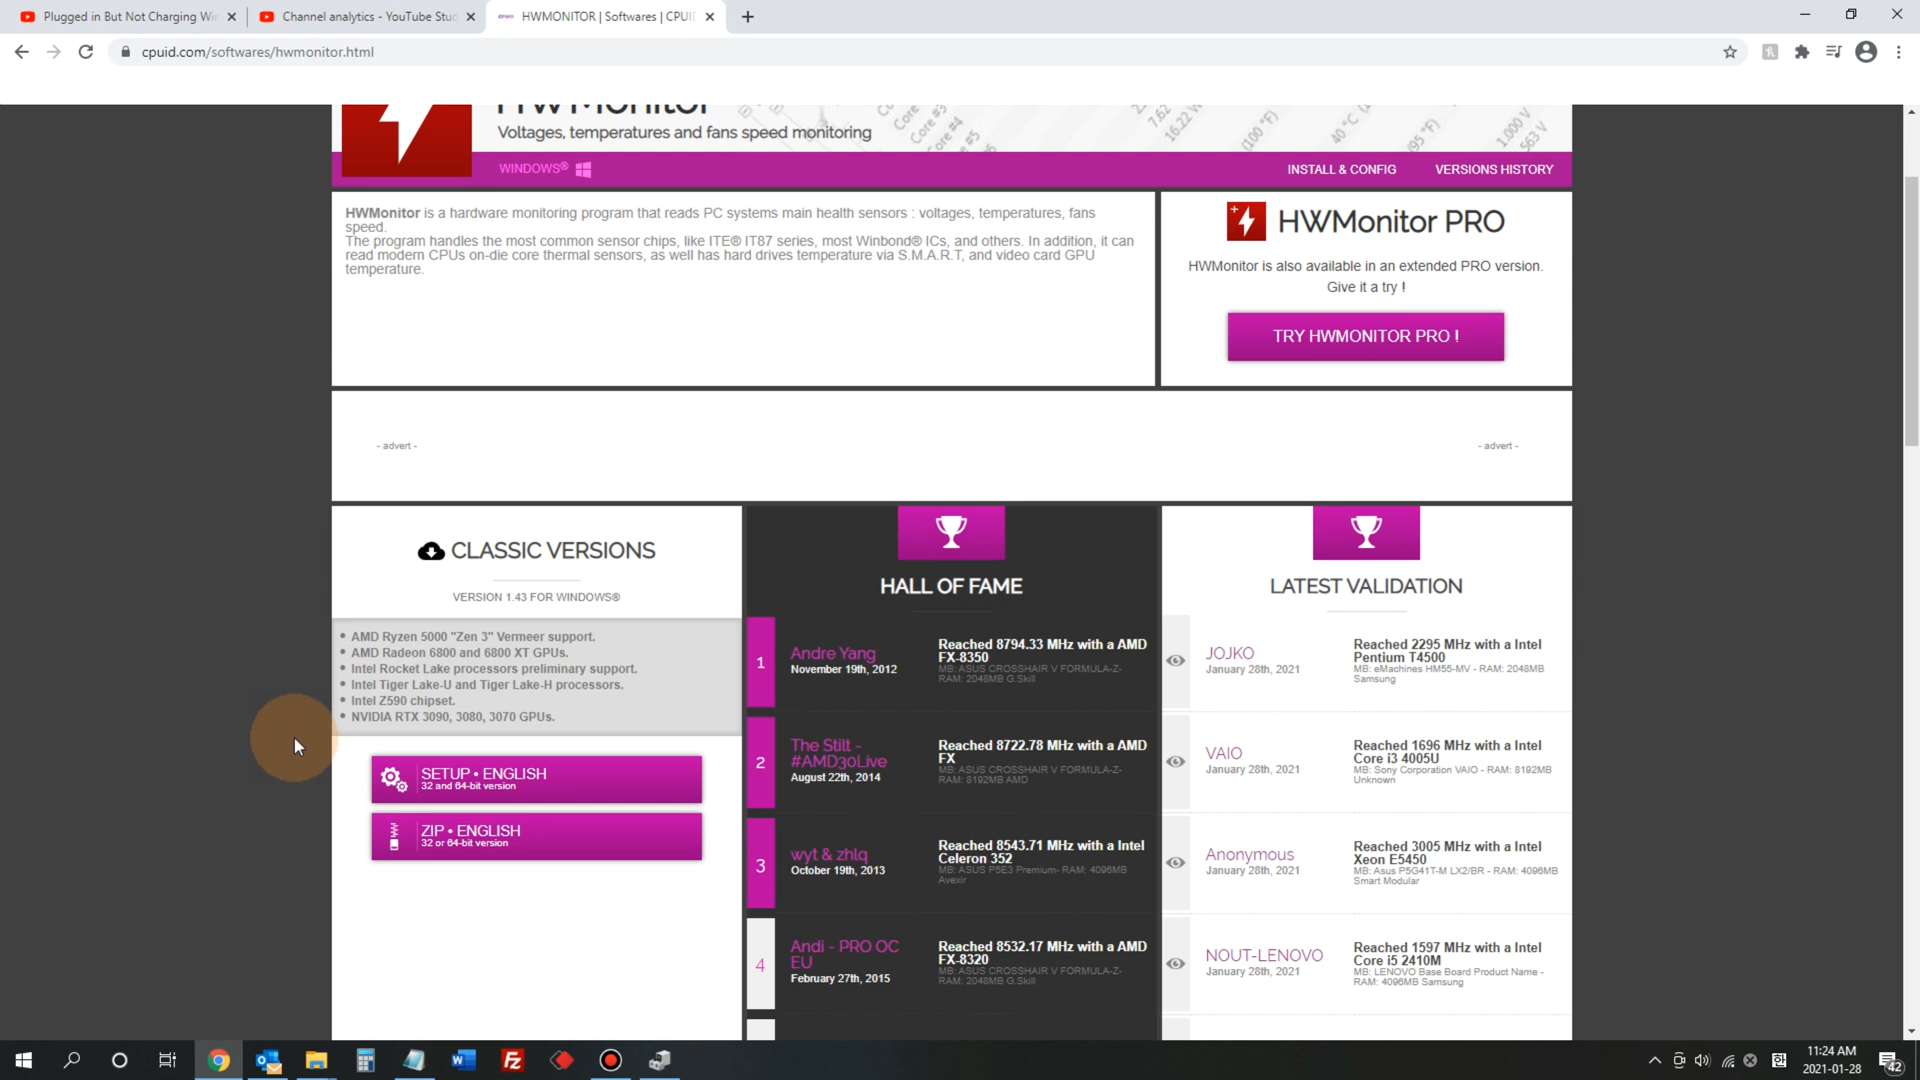 Plugged in But Not Charging Wi
Channel analytics - YouTube Stud
HWMONITOR | Softwares | CPUI
cpuid.com/softwares/hwmonitor.html
HWMonitor
Voltages, temperatures and fans speed monitoring
Core #3
Core #4
#5
7.62
16.22 W
(100 °F)
(95 °F)
1.000 V
WINDOWS®
INSTALL & CONFIG
VERSIONS HISTORY
HWMonitor is a hardware monitoring program that reads PC systems main health sensors : voltages, temperatures, fans
speed.
The program handles the most common sensor chips, like ITE® IT87 series, most Winbond® ICs, and others. In addition, it can
read modern CPUs on-die core thermal sensors, as well has hard drives temperature via S.M.A.R.T, and video card GPU
temperature.
HWMonitor PRO
HWMonitor is also available in an extended PRO version.
Give it a try !
TRY HWMONITOR PRO !
- advert -
- advert -
CLASSIC VERSIONS
VERSION 1.43 FOR WINDOWS®
• AMD Ryzen 5000 "Zen 3" Vermeer support.
• AMD Radeon 6800 and 6800 XT GPUs.
• Intel Rocket Lake processors preliminary support.
• Intel Tiger Lake-U and Tiger Lake-H processors.
• Intel Z590 chipset.
• NVIDIA RTX 3090, 3080, 3070 GPUs.
SETUP • ENGLISH
32 and 64-bit version
ZIP • ENGLISH
32 or 64-bit version
HALL OF FAME
1
Andre Yang
November 19th, 2012
Reached 8794.33 MHz with a AMD
FX-8350
MB: ASUS CROSSHAIR V FORMULA-Z-
RAM: 2048MB G.Skill
2
The Stilt -
#AMD30Live
August 22th, 2014
Reached 8722.78 MHz with a AMD
FX
MB: ASUS CROSSHAIR V FORMULA-Z-
RAM: 8192MB AMD
3
wyt & zhlq
October 19th, 2013
Reached 8543.71 MHz with a Intel
Celeron 352
MB: ASUS P5E3 Premium- RAM: 4096MB
Avexir
4
Andi - PRO OC
EU
February 27th, 2015
Reached 8532.17 MHz with a AMD
FX-8320
MB: ASUS CROSSHAIR V FORMULA-Z-
RAM: 2048MB G.Skill
LATEST VALIDATION
JOJKO
January 28th, 2021
Reached 2295 MHz with a Intel
Pentium T4500
MB: eMachines HM55-MV - RAM: 2048MB
Samsung
VAIO
January 28th, 2021
Reached 1696 MHz with a Intel
Core i3 4005U
MB: Sony Corporation VAIO - RAM: 8192MB
Unknown
Anonymous
January 28th, 2021
Reached 3005 MHz with a Intel
Xeon E5450
MB: Asus P5G41T-M LX2/BR - RAM: 4096MB
Smart Modular
NOUT-LENOVO
January 28th, 2021
Reached 1597 MHz with a Intel
Core i5 2410M
MB: LENOVO Base Board Product Name -
RAM: 4096MB Samsung
11:24 AM
2021-01-28
42